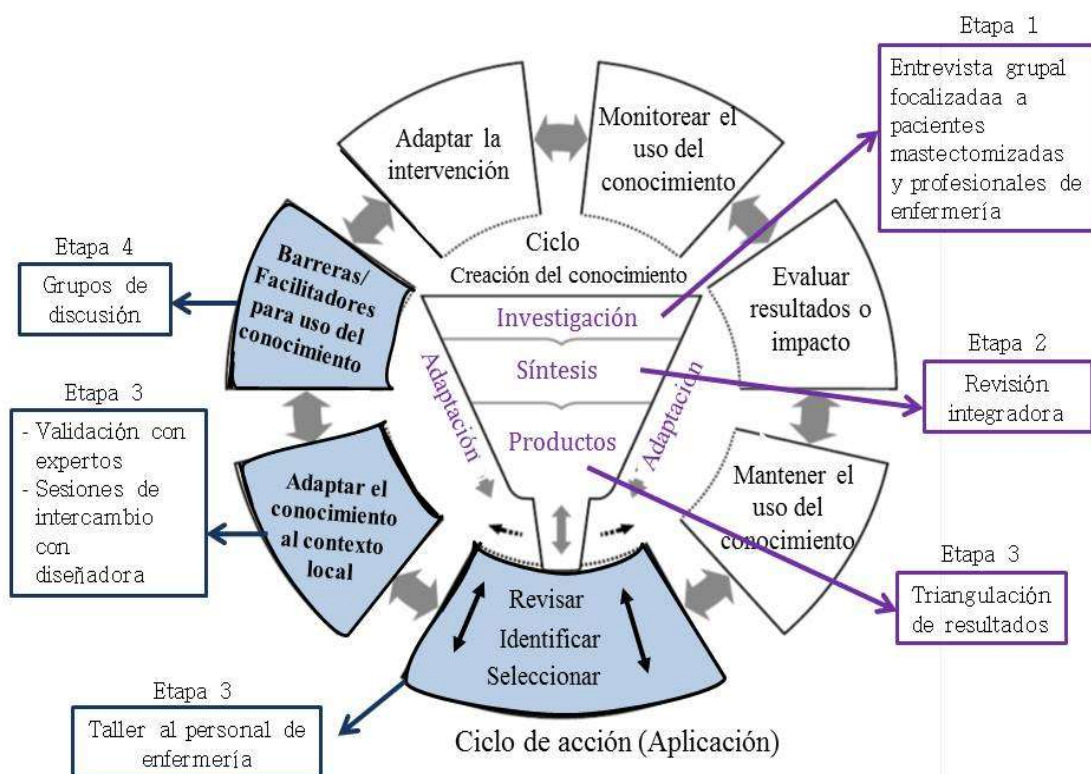 Etapa 1
Entrevista grupal
focalizadaa a
pacientes
mastectomizadas
y profesionales de
enfermería
Monitorear el
uso del
conocimiento
Adaptar la
intervención
Ciclo
Creación del conocimiento
Investigación
Síntesis
Productos
Adaptación
Adaptación
Evaluar
resultados o
impacto
Etapa 2
Revisión
integradora
Mantener el
uso del
conocimiento
Etapa 3
Triangulación
de resultados
Etapa 4
Grupos de
discusión
Barreras/
Facilitadores
para uso del
conocimiento
Etapa 3
- Validación con
expertos
- Sesiones de
intercambio
con
diseñadora
Adaptar el
conocimiento
al contexto
local
Revisar
Identificar
Seleccionar
Etapa 3
Taller al personal de
enfermería
Ciclo de acción (Aplicación)